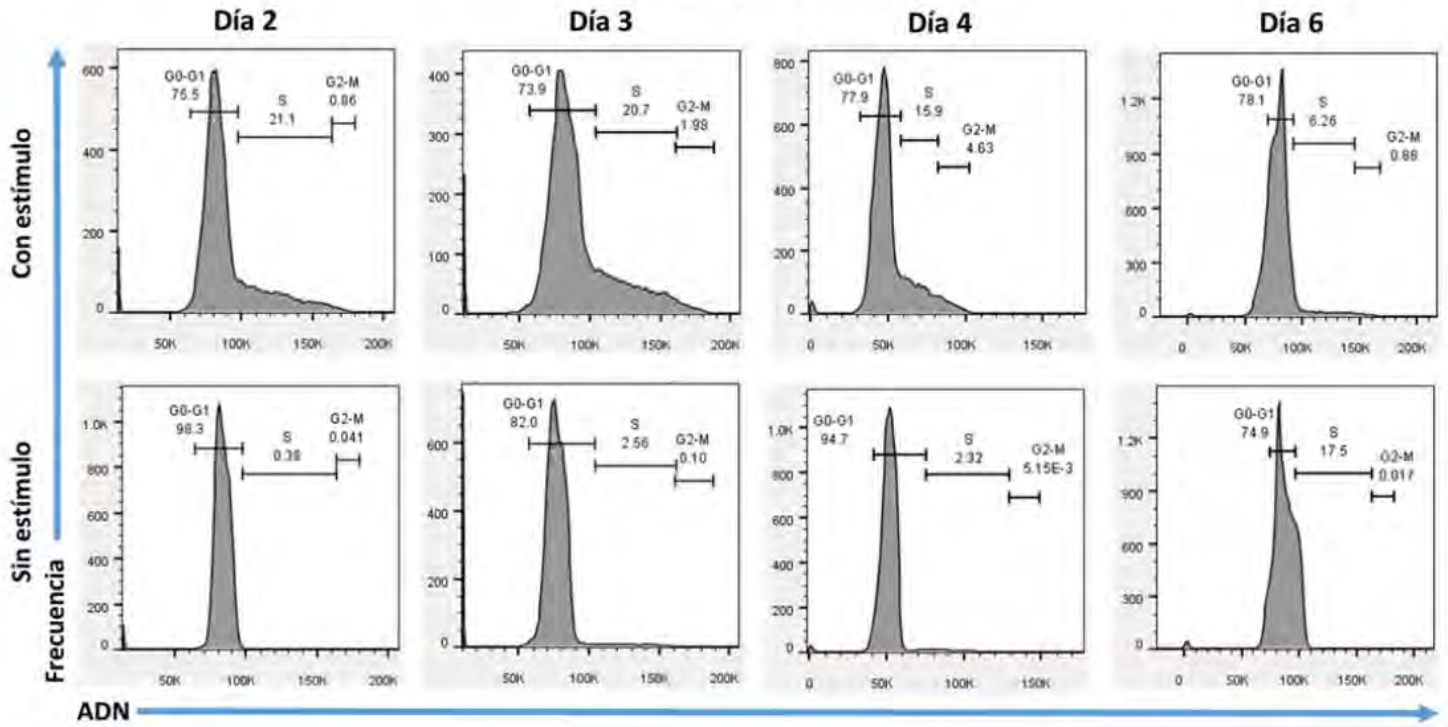 Día 2
Día 3
Día 4
Día 6
Con estímulo
Sin estímulo
Frecuencia
ADN
600
400
200
0
50K 100K 150K 200K
G0-G1
75.5
S
21.1
G2-M
0.86
400
300
200
100
0
50K 100K 150K 200K
G0-G1
73.9
S
20.7
G2-M
1.98
800
600
400
200
0
0 50K 100K 150K
G0-G1
77.9
S
15.9
G2-M
4.63
1.2K
900
600
300
0
0 50K 100K 150K 200K
G0-G1
78.1
S
6.26
G2-M
0.88
1.0K
800
600
400
200
0
50K 100K 150K 200K
G0-G1
98.3
S
0.38
G2-M
0.041
600
400
200
0
50K 100K 150K 200K
G0-G1
82.0
S
2.56
G2-M
0.10
1.0K
800
600
400
200
0
0 50K 100K 150K
G0-G1
94.7
S
2.32
G2-M
5.15E-3
1.2K
900
600
300
0
0 50K 100K 150K 200K
G0-G1
74.9
S
17.5
G2-M
0.017